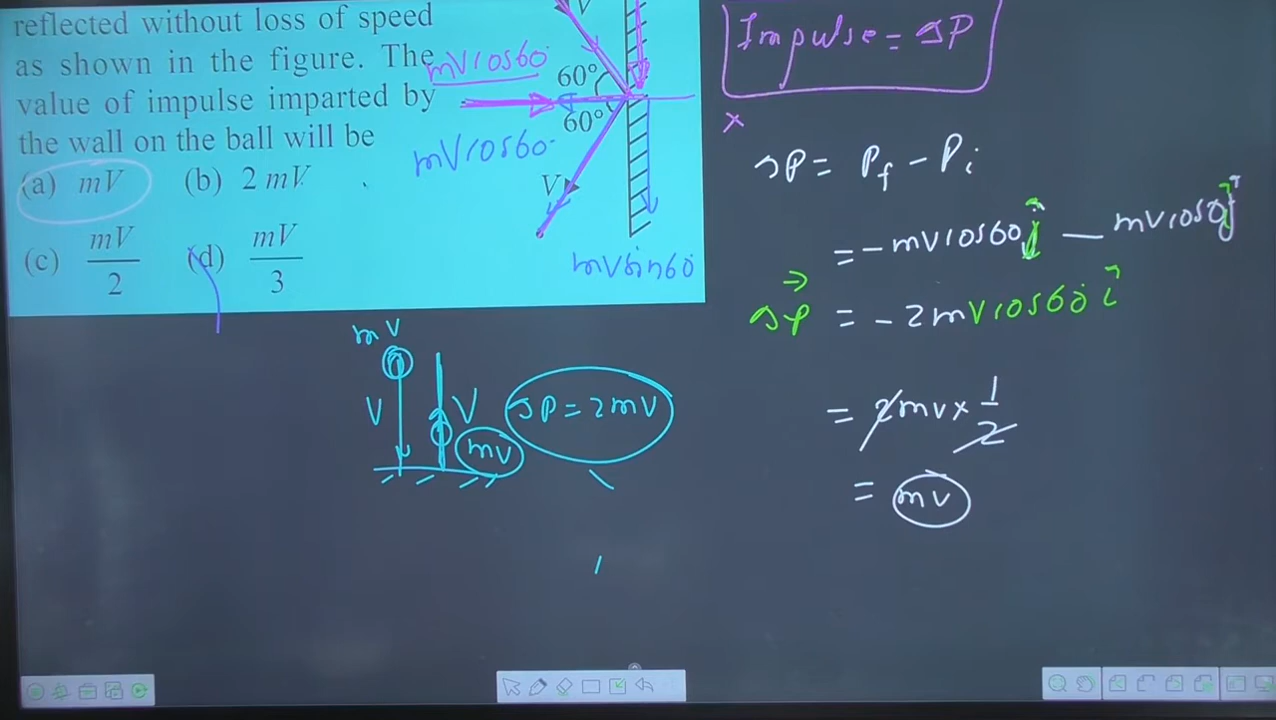 reflected without loss of speed
as shown in the figure. The
value of impulse imparted by
the wall on the ball will be
(a) mV (b) 2 mV
(c) mV/2 (d) mV/3
V
60°
60°
V
mVcos60
mVcos60
mVsin60
Impulse = ΔP
x
ΔP = Pf - Pi
= -mVcos60 - mVcos
ΔP = -2mVcos60 i
= 2mv x 1/2
= mv
mV
V
V
mv
ΔP = 2mV